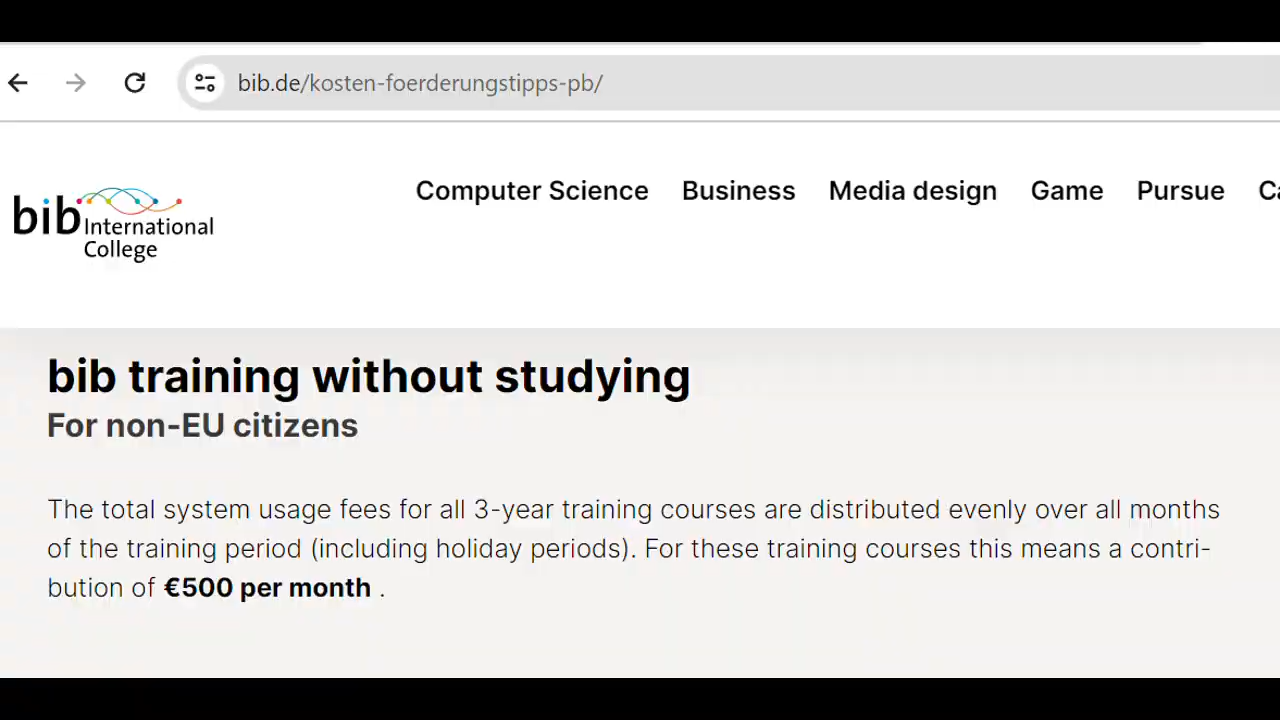 bib.de/kosten-foerderungstipps-pb/
bib International
College
Computer Science Business Media design Game Pursue
bib training without studying
For non-EU citizens
The total system usage fees for all 3-year training courses are distributed evenly over all months
of the training period (including holiday periods). For these training courses this means a contri-
bution of €500 per month .